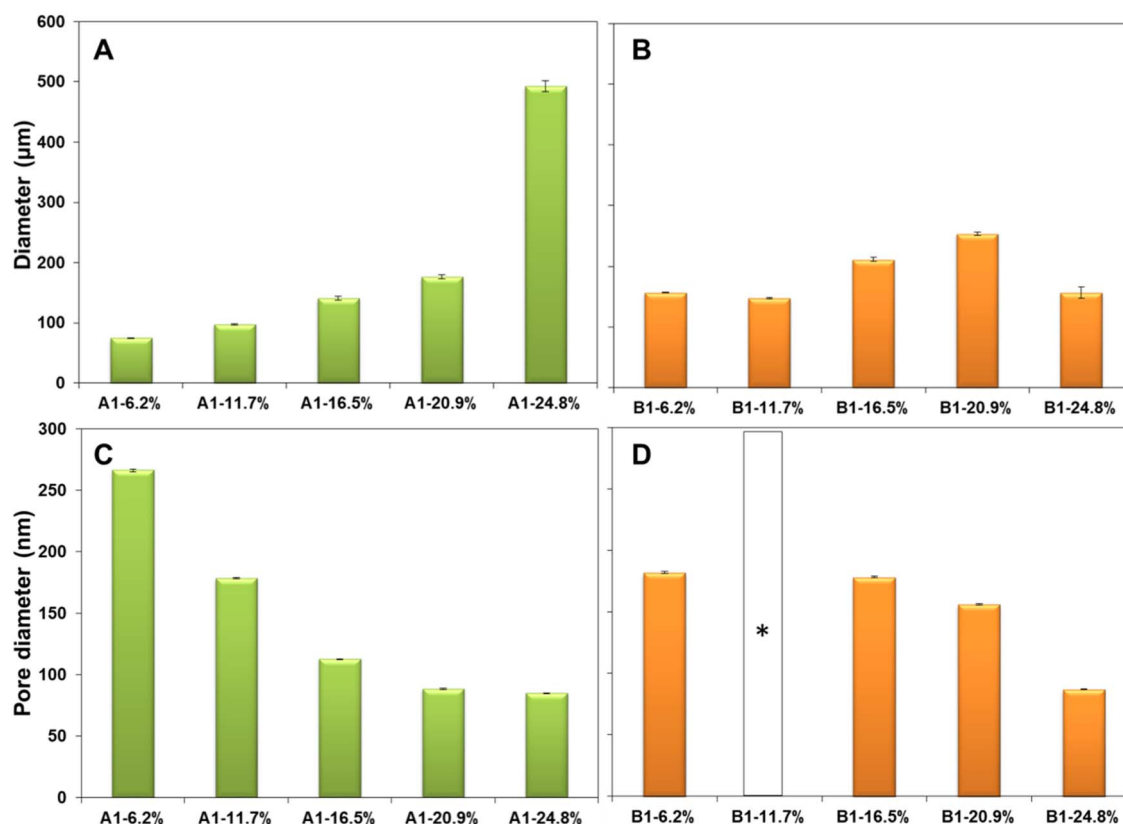 A
B
600
500
400
300
200
100
0
Diameter (µm)
A1-6.2% A1-11.7% A1-16.5% A1-20.9% A1-24.8%
B1-6.2% B1-11.7% B1-16.5% B1-20.9% B1-24.8%
C
D
300
250
200
150
100
50
0
Pore diameter (nm)
*
A1-6.2% A1-11.7% A1-16.5% A1-20.9% A1-24.8%
B1-6.2% B1-11.7% B1-16.5% B1-20.9% B1-24.8%